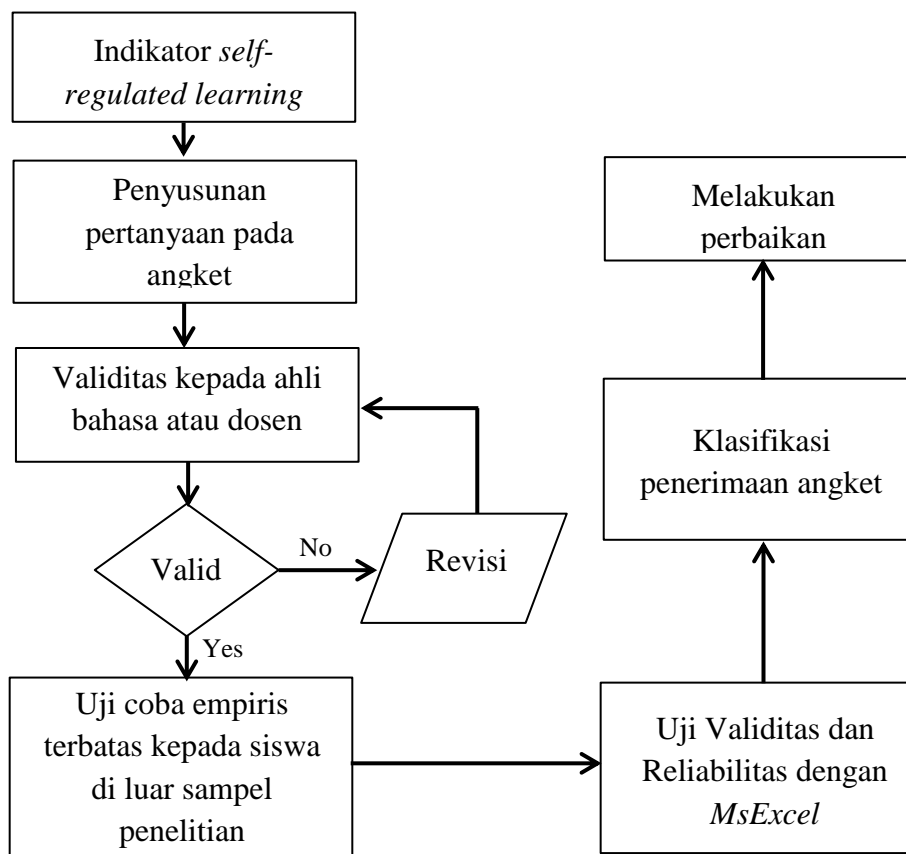 Indikator self-
regulated learning
Penyusunan
pertanyaan pada
angket
Validitas kepada ahli
bahasa atau dosen
Valid
No
Revisi
Yes
Uji coba empiris
terbatas kepada siswa
di luar sampel
penelitian
Uji Validitas dan
Reliabilitas dengan
MsExcel
Klasifikasi
penerimaan angket
Melakukan
perbaikan